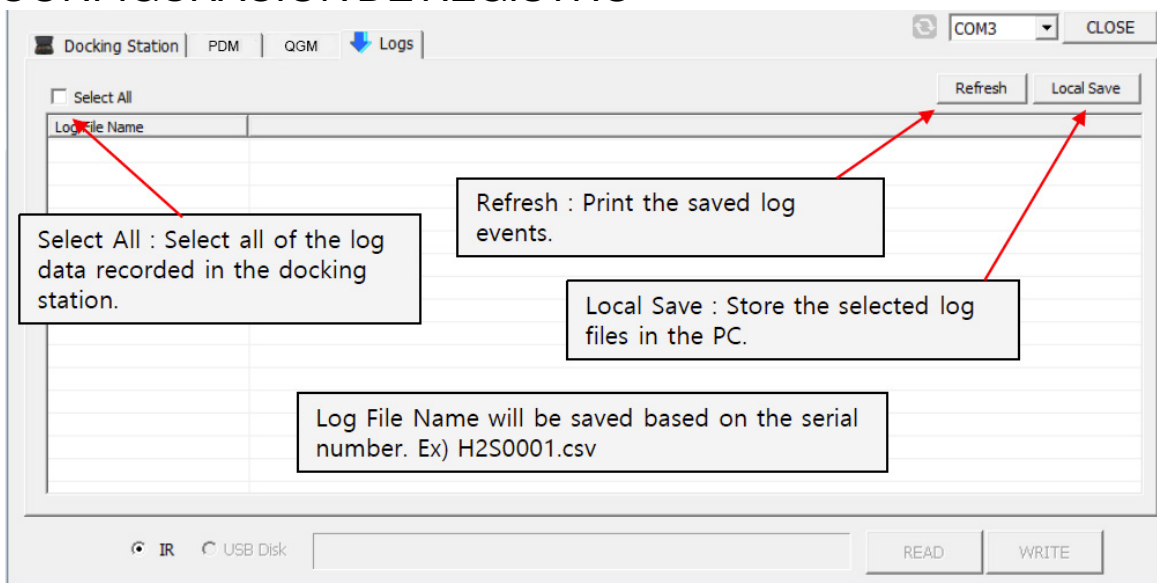 CONFIGURACIÓN DE REGISTRO
Docking Station PDM QGM Logs COM3 CLOSE
Select All Refresh Local Save
Log File Name
Refresh : Print the saved log
events.
Select All : Select all of the log
data recorded in the docking
station.
Local Save : Store the selected log
files in the PC.
Log File Name will be saved based on the serial
number. Ex) H2S0001.csv
IR USB Disk READ WRITE